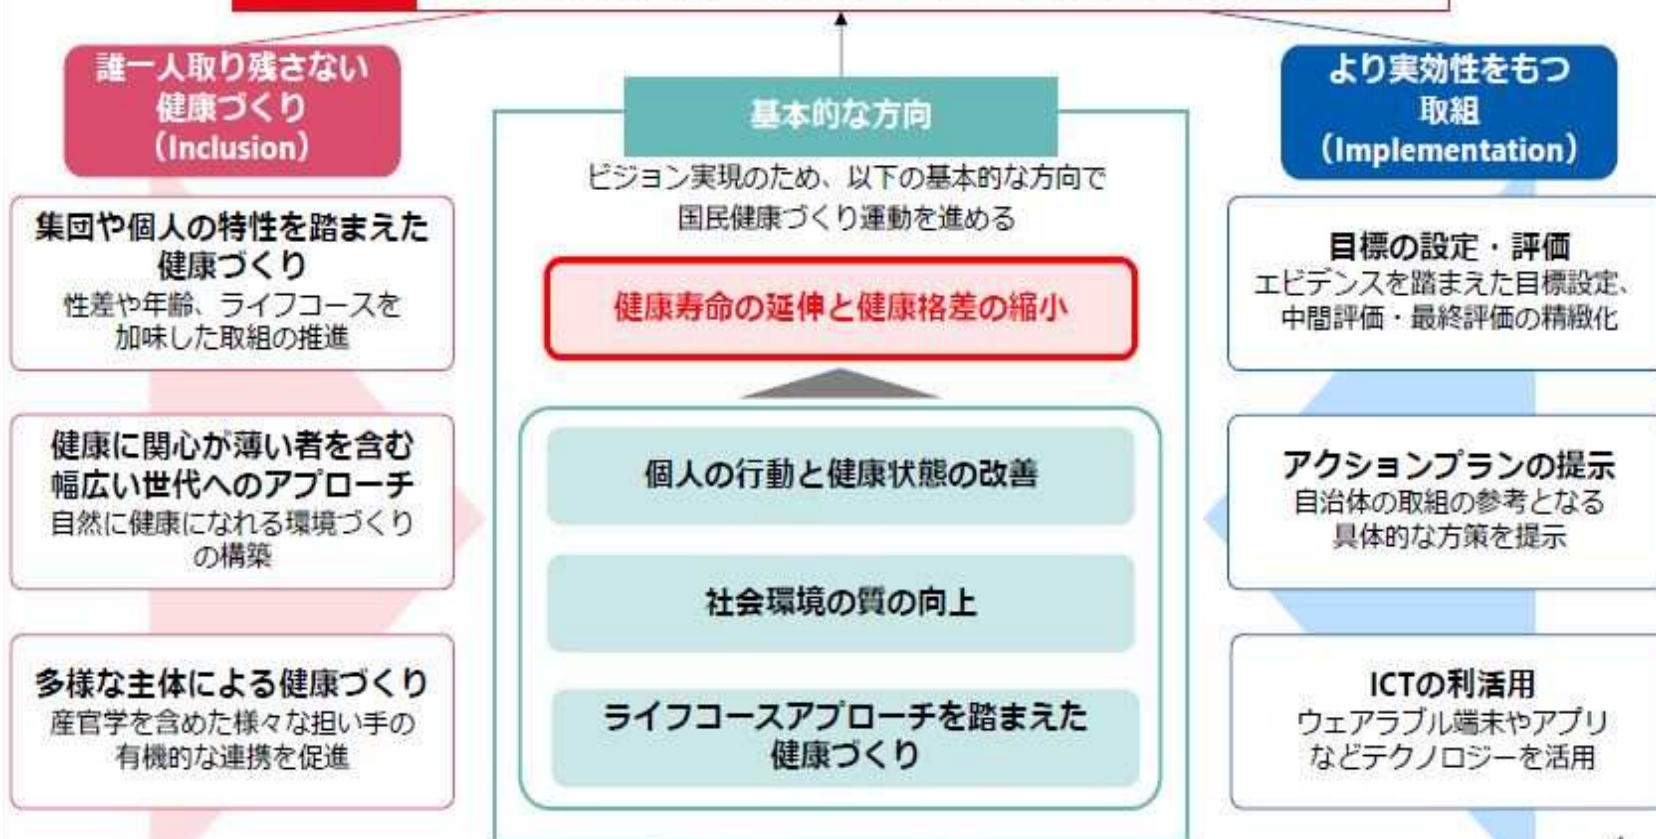 誰一人取り残さない
健康づくり
（Inclusion）
集団や個人の特性を踏まえた
健康づくり
性差や年齢、ライフコースを
加味した取組の推進
健康に関心が薄い者を含む
幅広い世代へのアプローチ
自然に健康になれる環境づくり
の構築
多様な主体による健康づくり
産官学を含めた様々な担い手の
有機的な連携を促進
基本的な方向
ビジョン実現のため、以下の基本的な方向で
国民健康づくり運動を進める
健康寿命の延伸と健康格差の縮小
個人の行動と健康状態の改善
社会環境の質の向上
ライフコースアプローチを踏まえた
健康づくり
より実効性をもつ
取組
（Implementation）
目標の設定・評価
エビデンスを踏まえた目標設定、
中間評価・最終評価の精緻化
アクションプランの提示
自治体の取組の参考となる
具体的な方策を提示
ICTの利活用
ウェアラブル端末やアプリ
などテクノロジーを活用